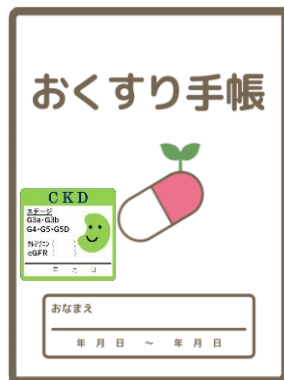 おくすり手帳
CKD
ステージ
G3a・G3b
G4・G5・G5D
クレアチニン（　　）
eGFR（　　）
年　月　日
おなまえ
年　月　日　～　年　月　日